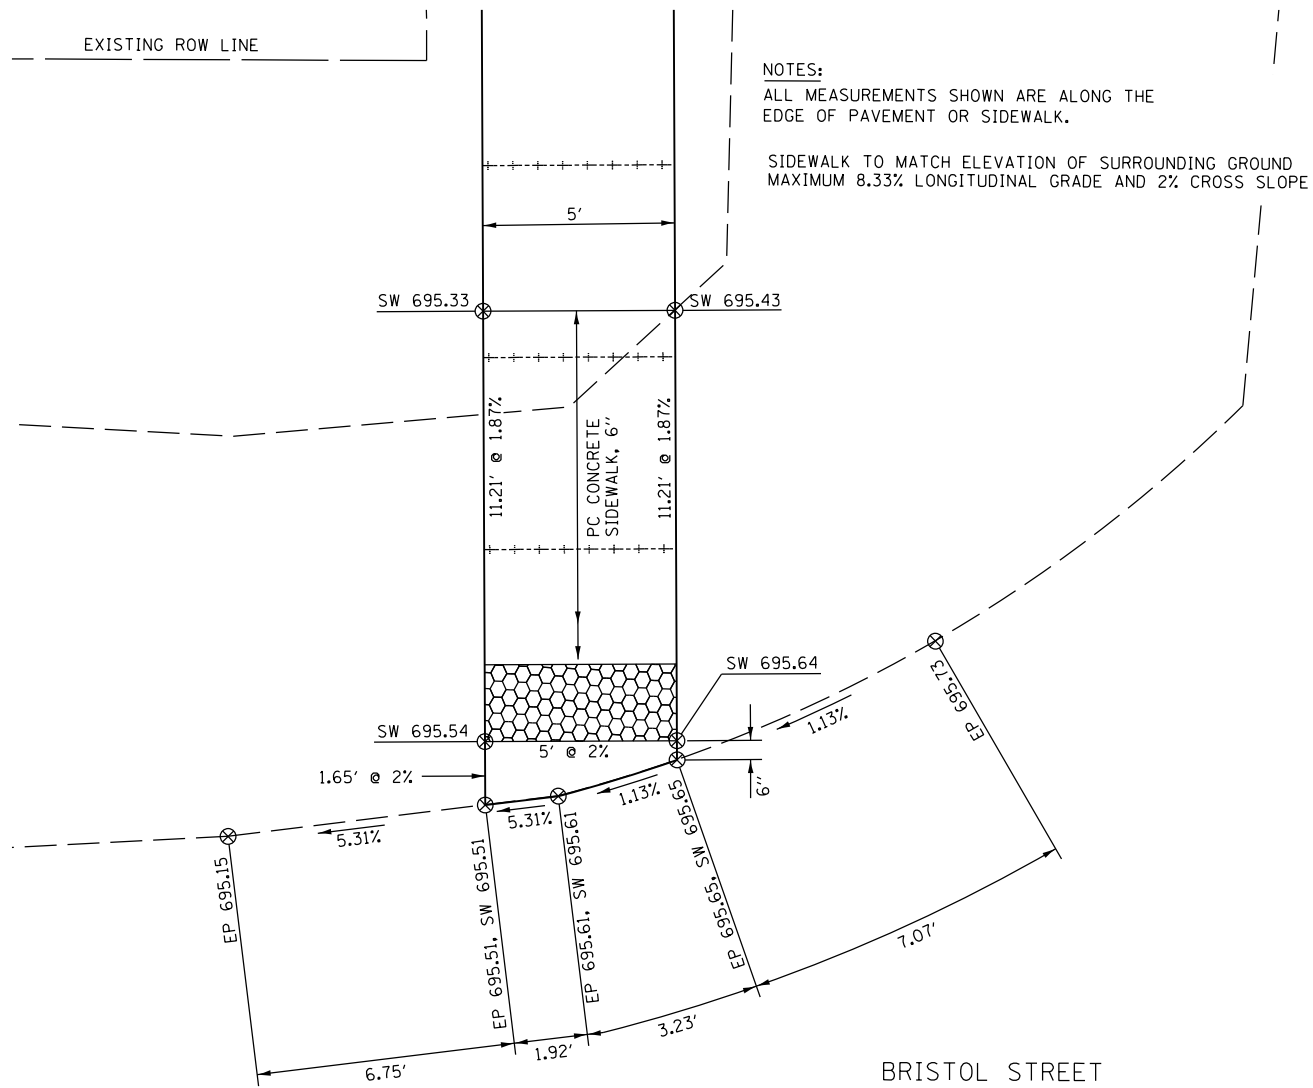 EXISTING ROW LINE
NOTES:
ALL MEASUREMENTS SHOWN ARE ALONG THE
EDGE OF PAVEMENT OR SIDEWALK.
SIDEWALK TO MATCH ELEVATION OF SURROUNDING GROUND
MAXIMUM 8.33% LONGITUDINAL GRADE AND 2% CROSS SLOPE
5'
SW 695.33
SW 695.43
11.21' @ 1.87%
PC CONCRETE
SIDEWALK, 6"
11.21' @ 1.87%
SW 695.64
SW 695.54
5' @ 2%
1.65' @ 2%
6"
1.13%
1.13%
5.31%
5.31%
EP 695.15
EP 695.51, SW 695.51
EP 695.61, SW 695.61
EP 695.65, SW 695.65
EP 695.73
6.75'
1.92'
3.23'
7.07'
BRISTOL STREET